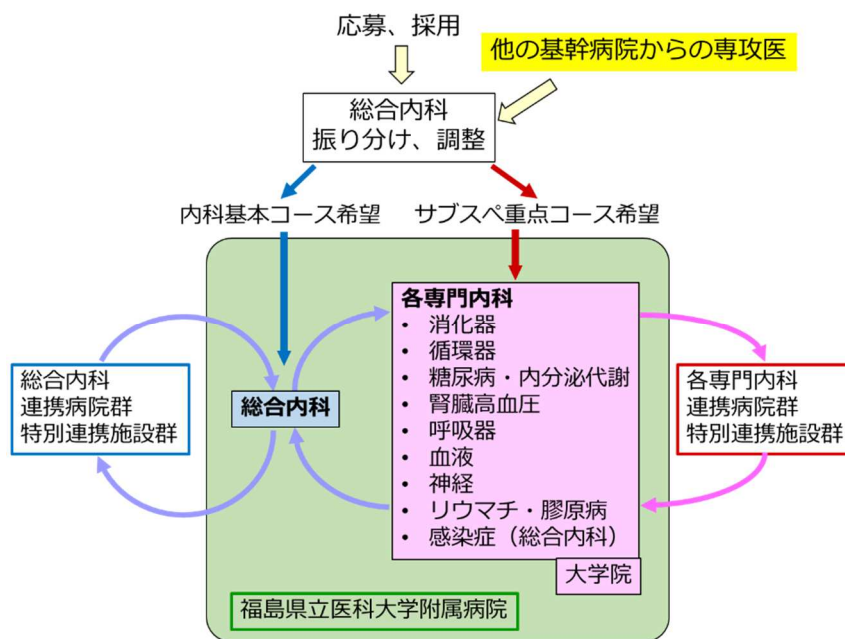 応募、採用
他の基幹病院からの専攻医
総合内科
振り分け、調整
内科基本コース希望
サブスペ重点コース希望
各専門内科
• 消化器
• 循環器
• 糖尿病・内分泌代謝
• 腎臓高血圧
• 呼吸器
• 血液
• 神経
• リウマチ・膠原病
• 感染症（総合内科）
大学院
総合内科
連携病院群
特別連携施設群
総合内科
各専門内科
連携病院群
特別連携施設群
福島県立医科大学附属病院